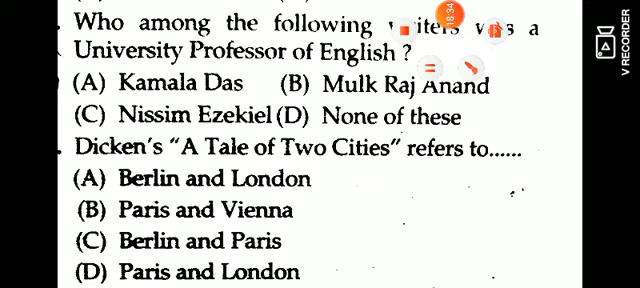 Who among the following a
University Professor of English ?
(A) Kamala Das (B) Mulk Raj Anand
(C) Nissim Ezekiel (D) None of these
Dicken's "A Tale of Two Cities" refers to......
(A) Berlin and London
(B) Paris and Vienna
(C) Berlin and Paris
(D) Paris and London
18:34
V RECORDER